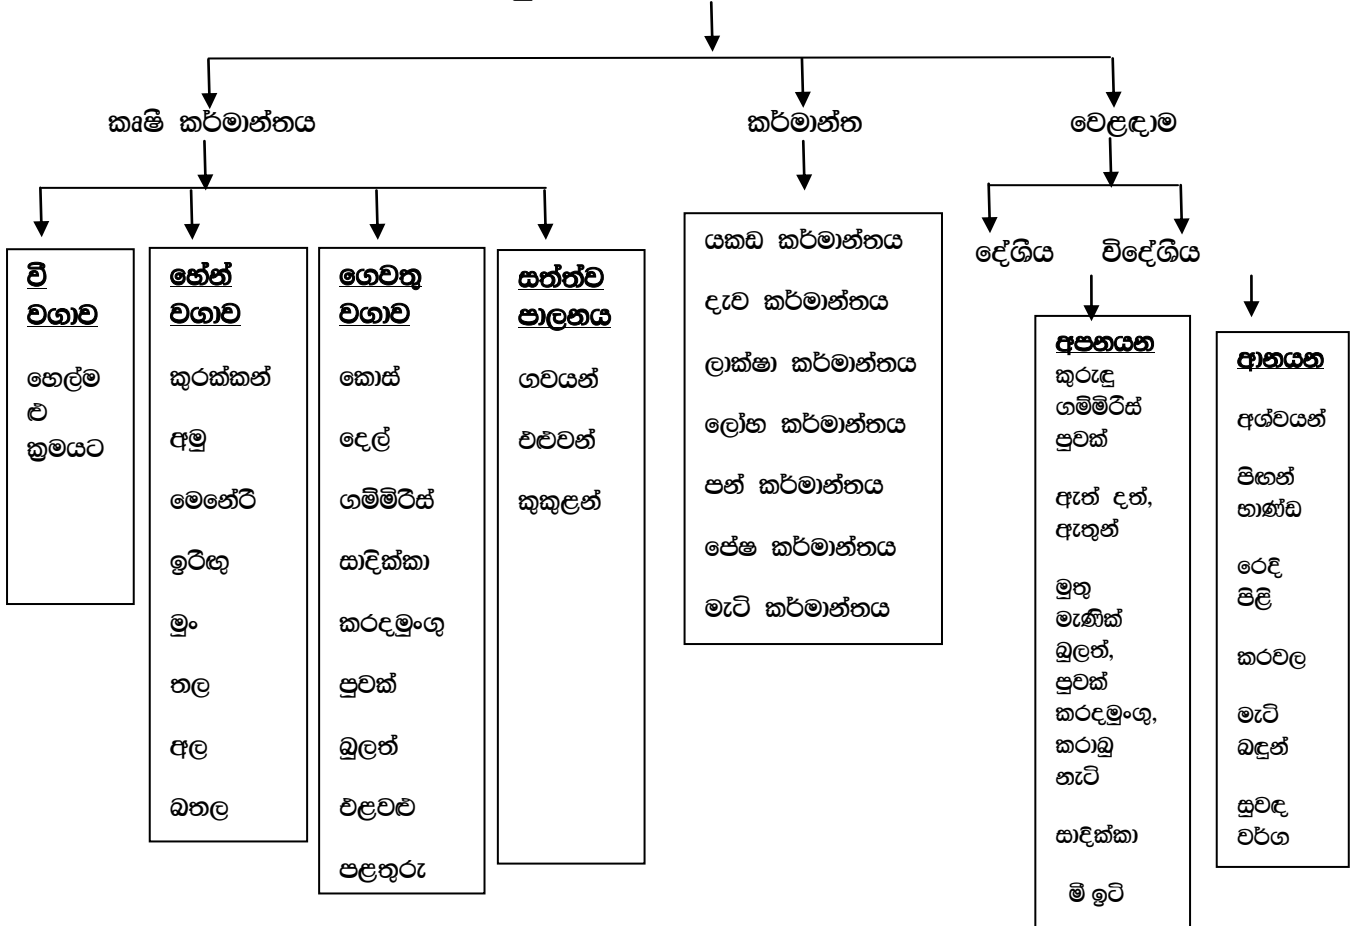 කෘෂි කර්මාන්තය
කර්මාන්ත
වෙළඳාම
දේශීය
විදේශීය
වී
වගාව
හෙල්ම
ළු
ක්‍රමයට
හේන්
වගාව
කුරක්කන්
අමු
මෙනේරි
ඉරිඟු
මුං
තල
අල
බතල
ගෙවතු
වගාව
කොස්
දෙල්
ගම්මිරිස්
සාදික්කා
කරදමුංගු
පුවක්
බුලත්
එළවළු
පළතුරු
සත්ත්ව
පාලනය
ගවයන්
එළුවන්
කුකුළන්
යකඩ කර්මාන්තය
දැව කර්මාන්තය
ලාක්ෂා කර්මාන්තය
ලෝහ කර්මාන්තය
පන් කර්මාන්තය
පේෂ කර්මාන්තය
මැටි කර්මාන්තය
අපනයන
කුරුඳු
ගම්මිරිස්
පුවක්
ඇත් දත්,
ඇතුන්
මුතු
මැණික්
බුලත්,
පුවක්
කරදමුංගු,
කරාබු
නැටි
සාදික්කා
මී ඉටි
ආනයන
අශ්වයන්
පිඟන්
භාණ්ඩ
රෙදි
පිළි
කරවල
මැටි
බඳුන්
සුවඳ
වර්ග